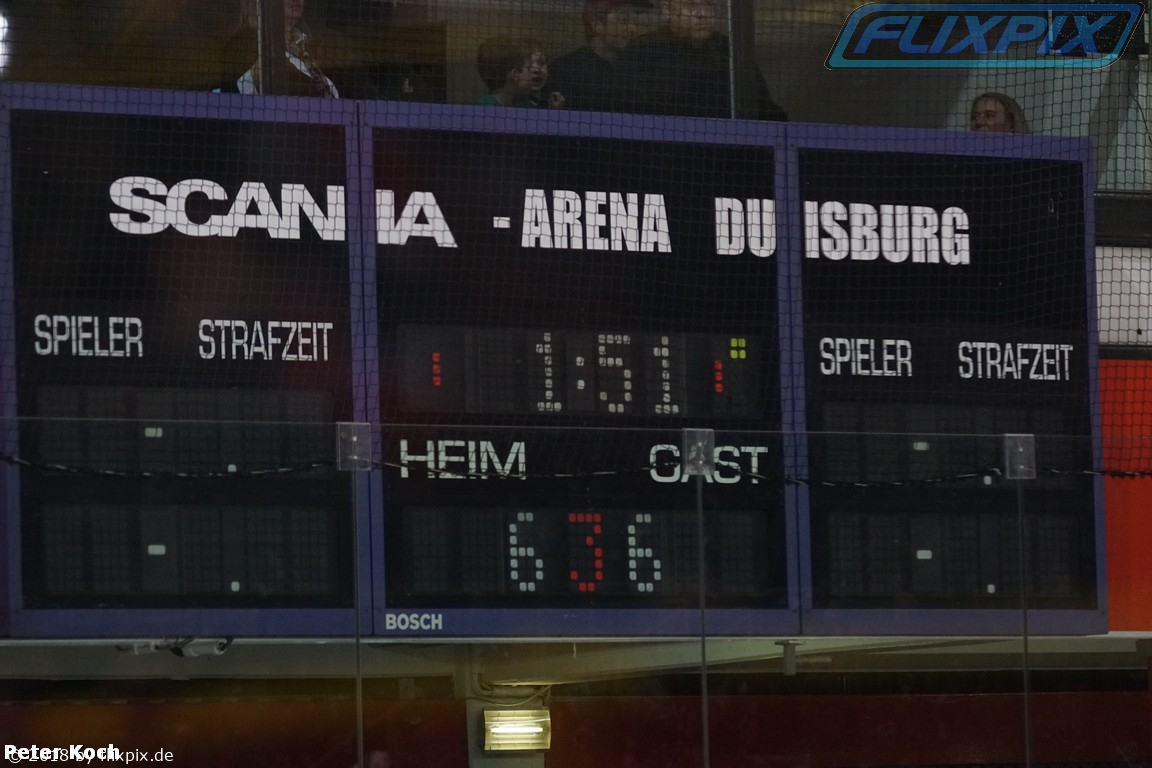 FLIXPIX
SCANIA - ARENA DUISBURG
SPIELER STRAFZEIT
1:51
SPIELER STRAFZEIT
HEIM GAST
6 3 6
BOSCH
Peter Koch
© 2018 by flixpix.de